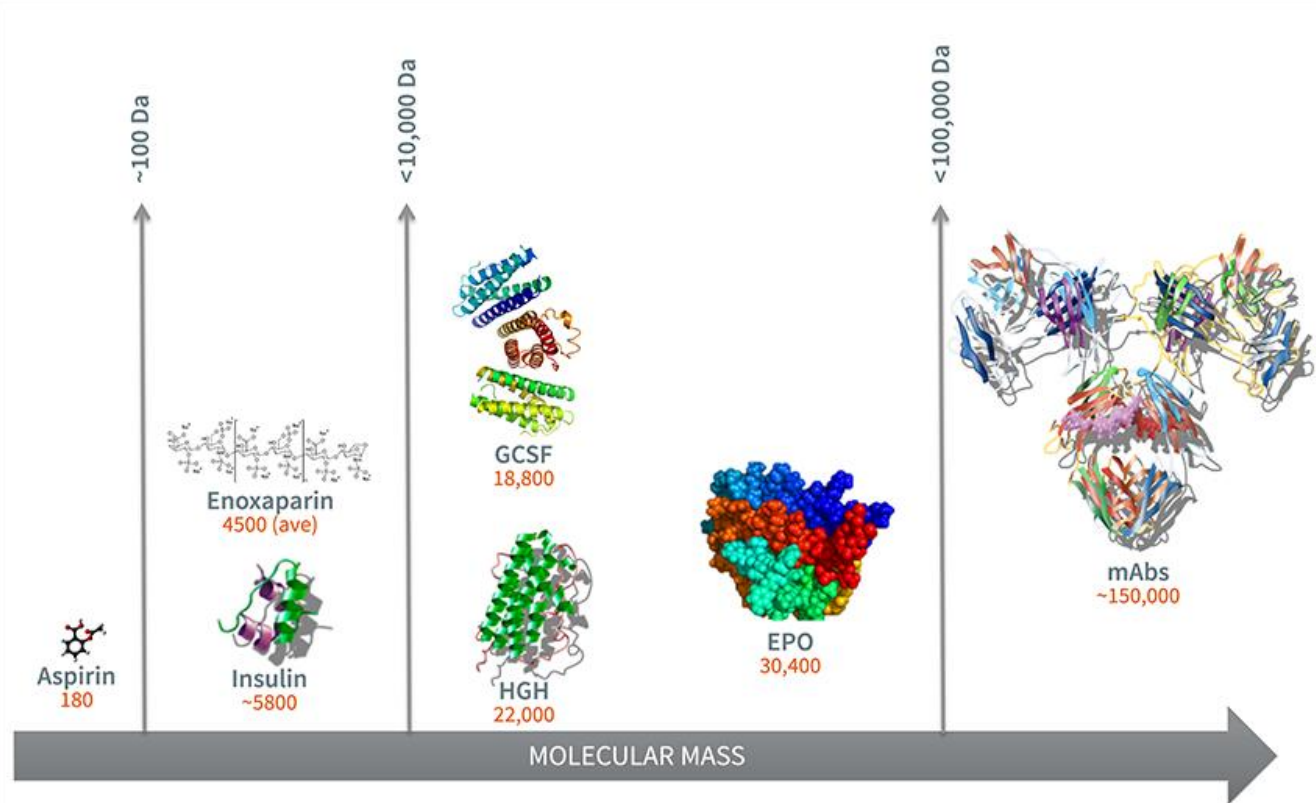 ~100 Da
<10,000 Da
<100,000 Da
Enoxaparin
4500 (ave)
GCSF
18,800
Aspirin
180
Insulin
~5800
HGH
22,000
EPO
30,400
mAbs
~150,000
MOLECULAR MASS